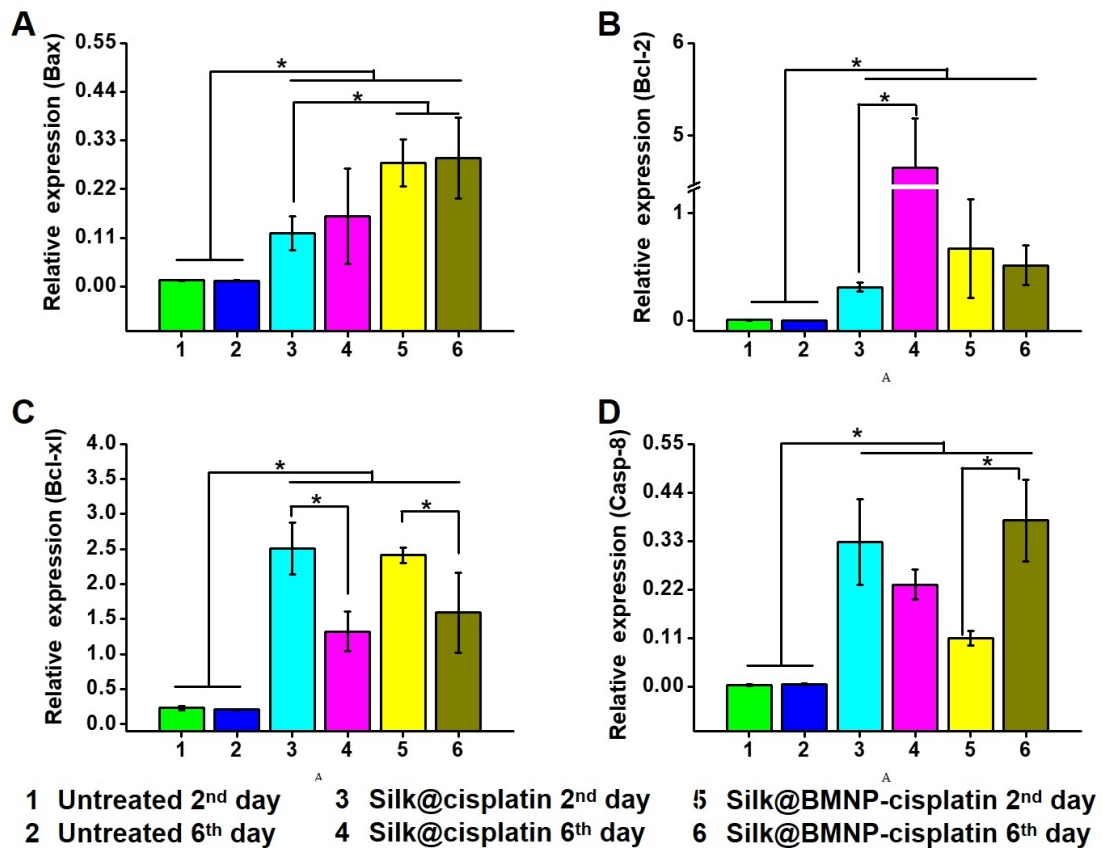 A
Relative expression (Bax)
0.55
0.44
0.33
0.22
0.11
0.00
*
*
1 2 3 4 5 6
B
Relative expression (Bcl-2)
6
5
1
0
*
*
1 2 3 4 5 6
A
C
Relative expression (Bcl-xl)
4.0
3.5
3.0
2.5
2.0
1.5
1.0
0.5
0.0
*
*
*
1 2 3 4 5 6
A
D
Relative expression (Casp-8)
0.55
0.44
0.33
0.22
0.11
0.00
*
*
1 2 3 4 5 6
A
1 Untreated 2nd day
2 Untreated 6th day
3 Silk@cisplatin 2nd day
4 Silk@cisplatin 6th day
5 Silk@BMNP-cisplatin 2nd day
6 Silk@BMNP-cisplatin 6th day